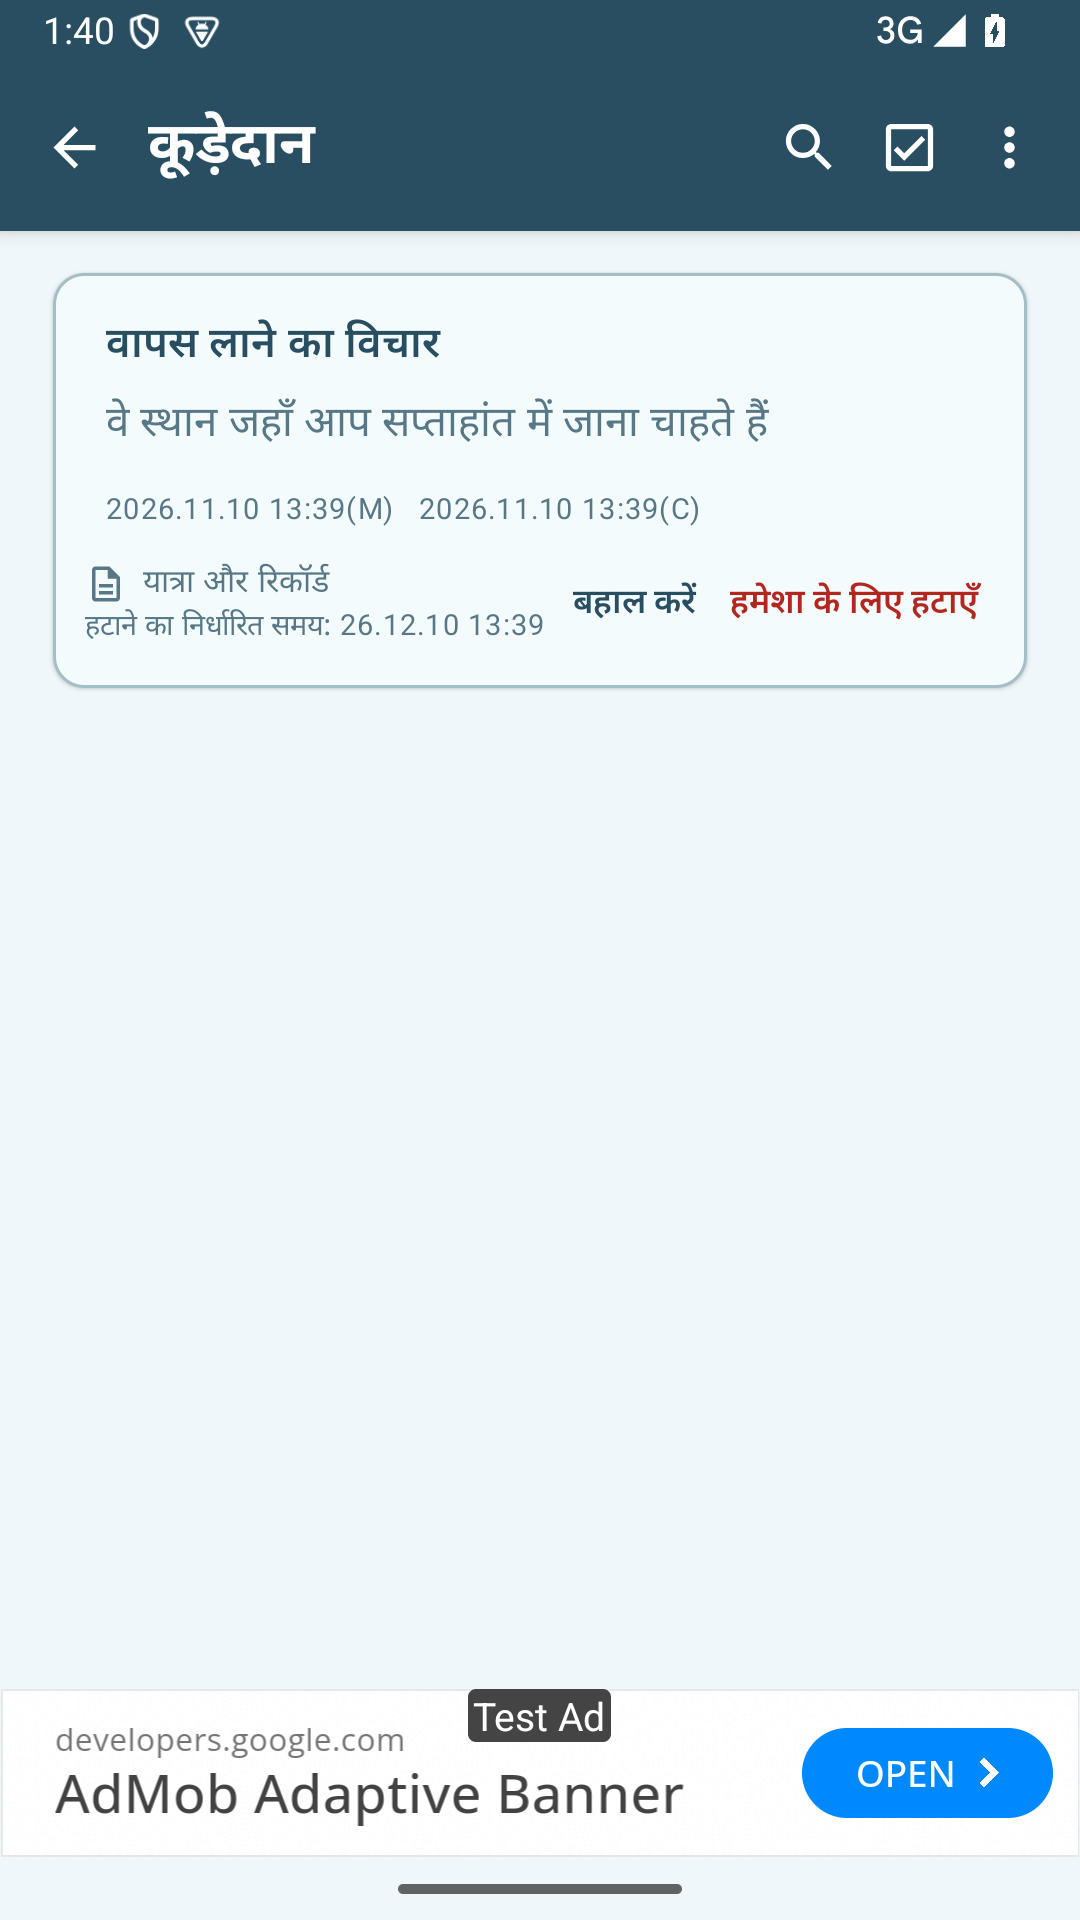 1:40
3G
कूड़ेदान
वापस लाने का विचार
वे स्थान जहाँ आप सप्ताहांत में जाना चाहते हैं
2026.11.10 13:39(M) 2026.11.10 13:39(C)
यात्रा और रिकॉर्ड
हटाने का निर्धारित समय: 26.12.10 13:39
बहाल करें हमेशा के लिए हटाएँ
Test Ad
developers.google.com
AdMob Adaptive Banner
OPEN